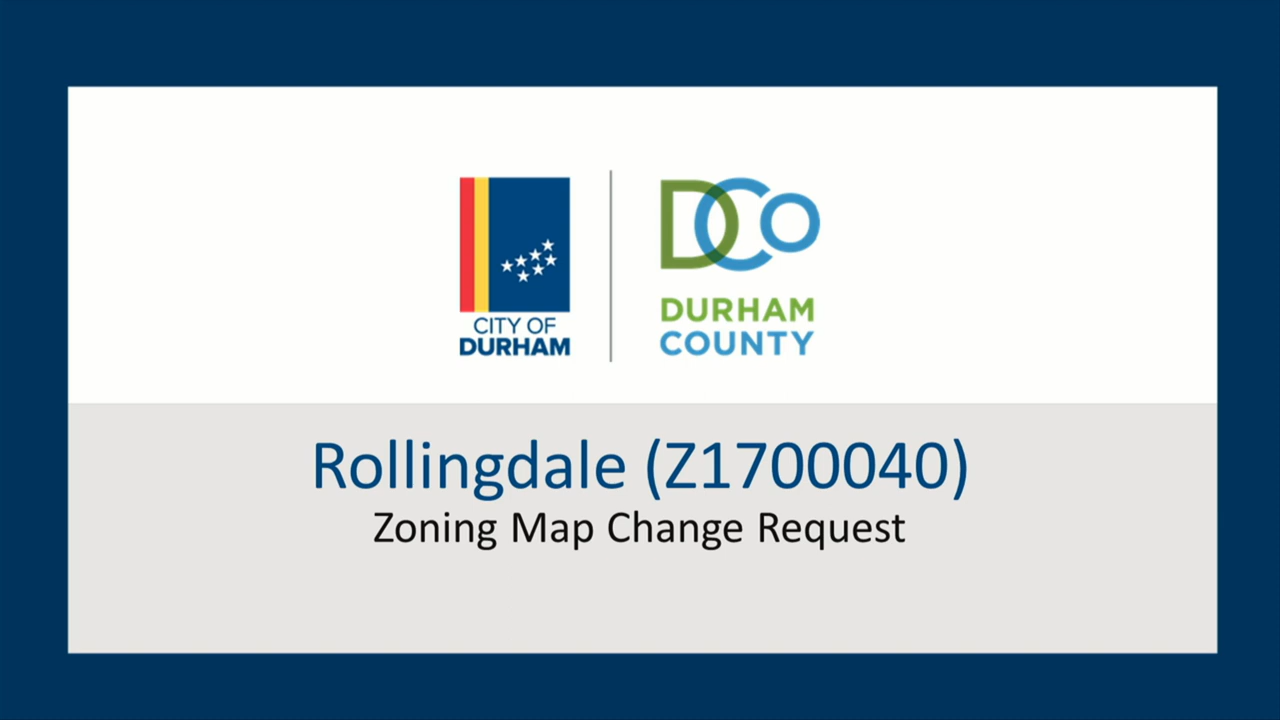 CITY OF
DURHAM
DCo
DURHAM
COUNTY
Rollingdale (Z1700040)
Zoning Map Change Request